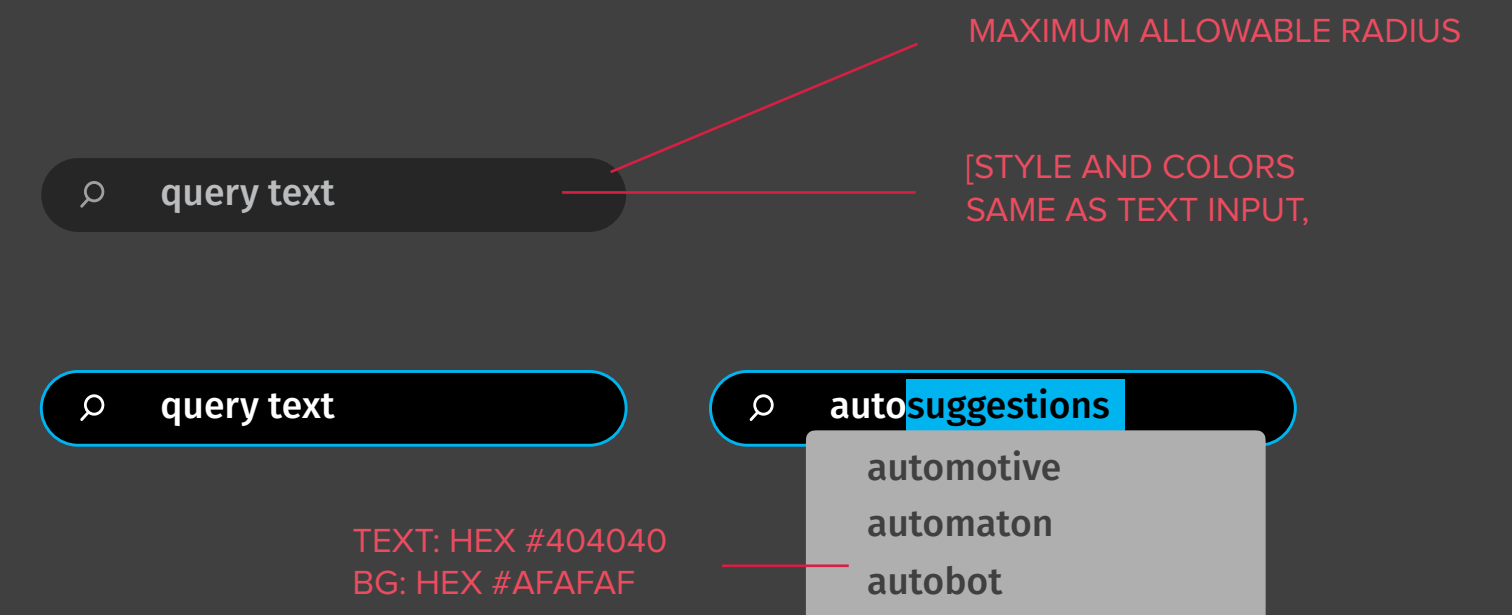 MAXIMUM ALLOWABLE RADIUS
[STYLE AND COLORS
SAME AS TEXT INPUT,
query text
query text
autosuggestions
automotive
automaton
autobot
TEXT: HEX #404040
BG: HEX #AFAFAF